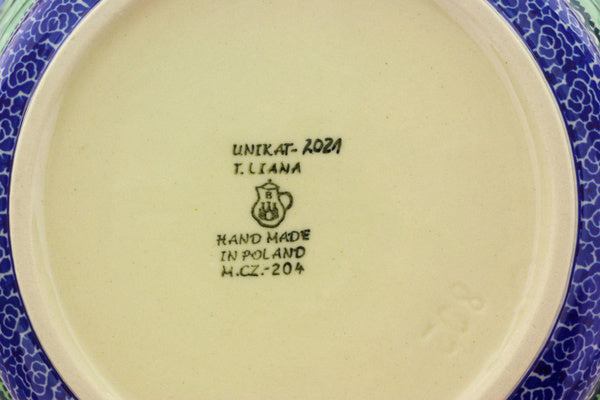 UNIKAT-2021
T. LIANA
B
HAND MADE
IN POLAND
M.CZ.-204